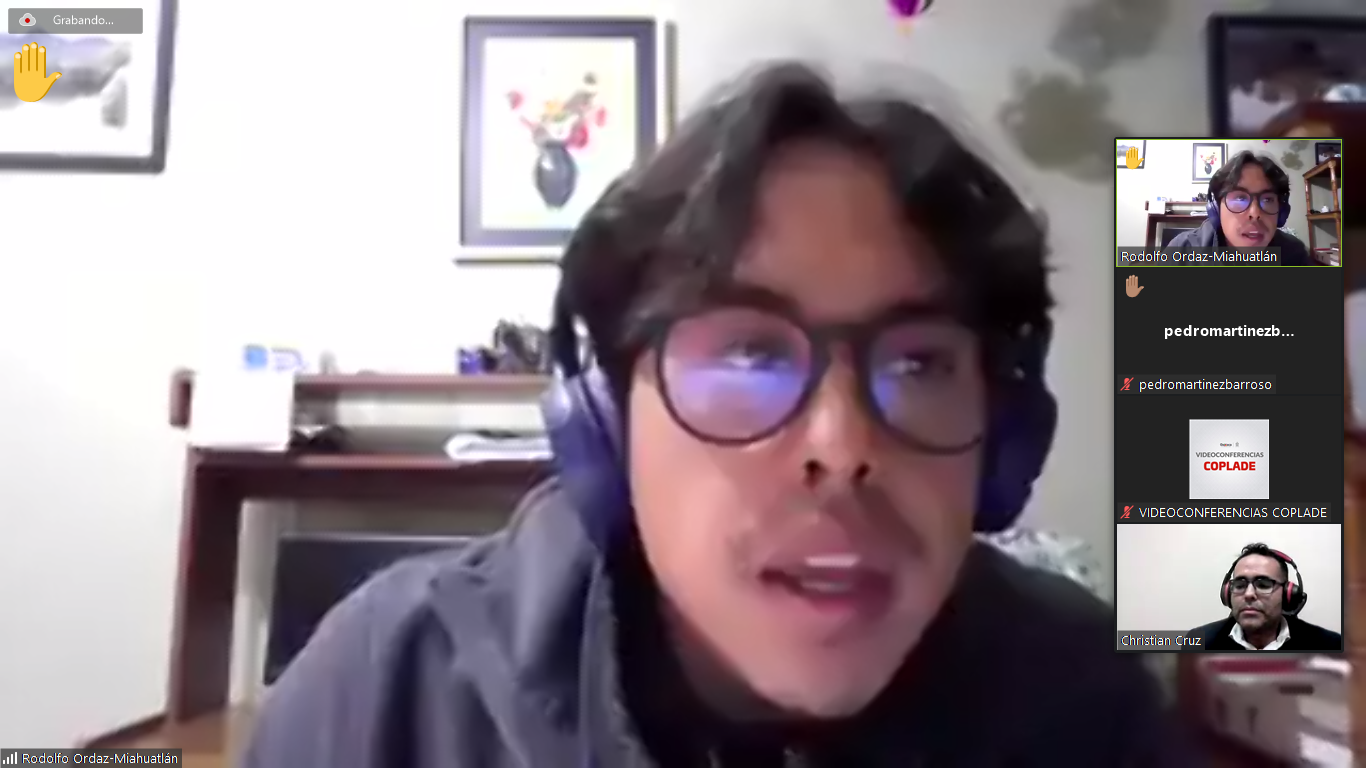 Grabando...
Rodolfo Ordaz-Miahuatlán
pedromartinezb...
pedromartinezbarroso
VIDEOCONFERENCIAS
COPLADE
VIDEOCONFERENCIAS COPLADE
Christian Cruz
Rodolfo Ordaz-Miahuatlán